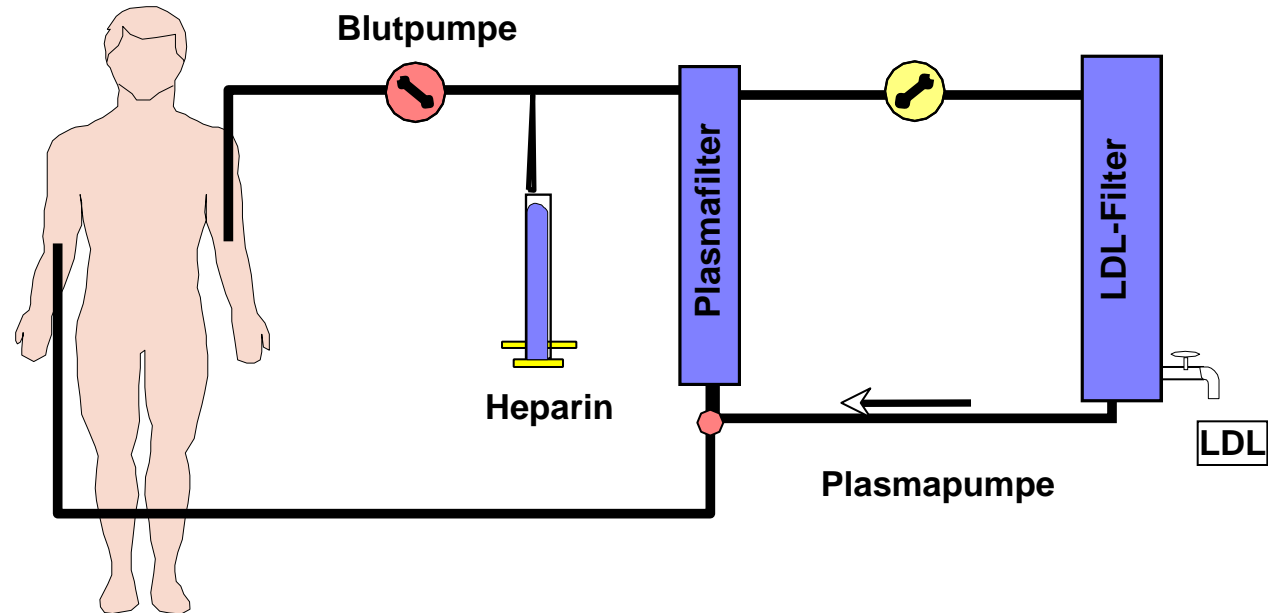 Blutpumpe
Plasmafilter
LDL-Filter
Heparin
LDL
Plasmapumpe